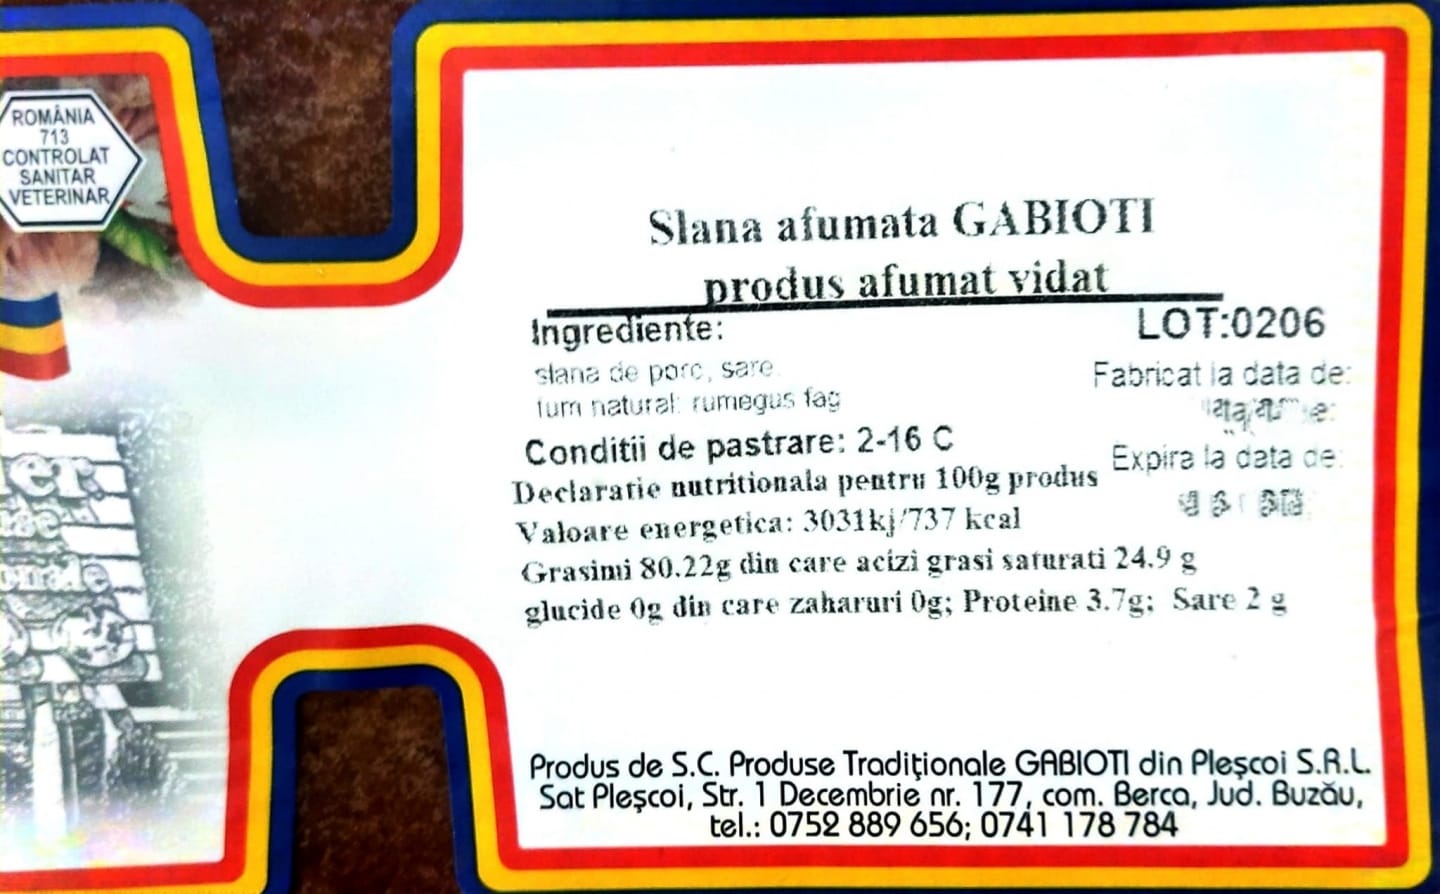 ROMÂNIA
713
CONTROLAT
SANITAR
VETERINAR
Slana afumata GABIOTI
produs afumat vidat
Ingrediente:
slana de porc, sare.
fum natural: rumegus fag
Conditii de pastrare: 2-16 C
LOT:0206
Fabricat la data de:
Expira la data de:
Declaratie nutritionala pentru 100g produs
Valoare energetica: 3031kj/737 kcal
Grasimi 80.22g din care acizi grasi saturati 24.9 g
glucide 0g din care zaharuri 0g; Proteine 3.7g; Sare 2 g
Produs de S.C. Produse Tradiţionale GABIOTI din Pleşcoi S.R.L.
Sat Pleşcoi, Str. 1 Decembrie nr. 177, com. Berca, Jud. Buzău,
tel.: 0752 889 656; 0741 178 784